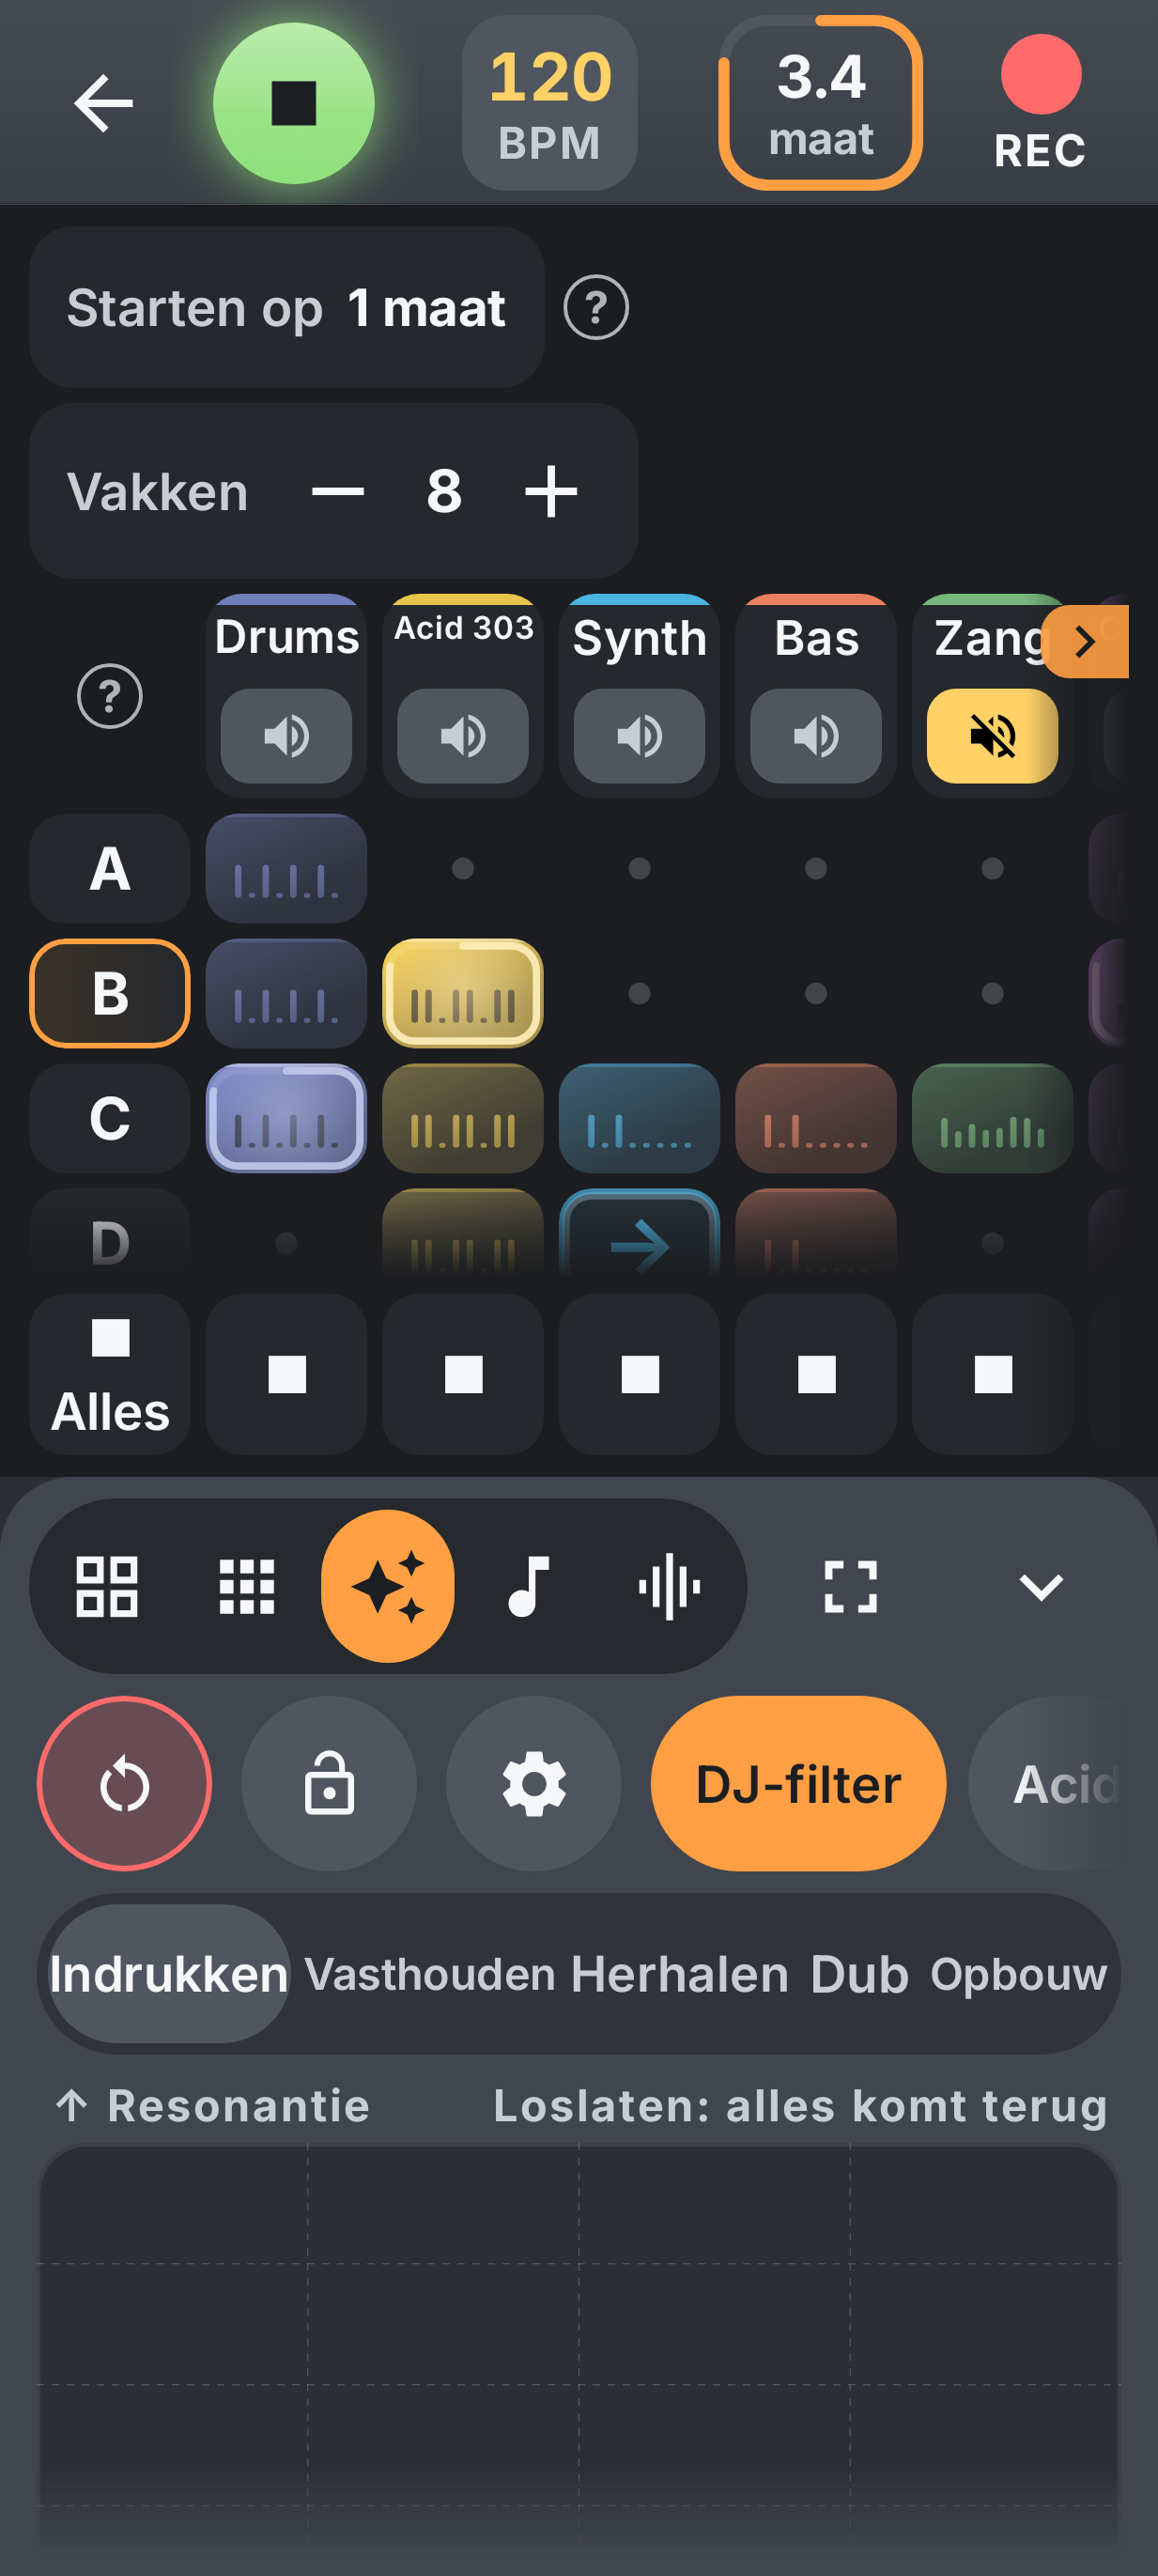 120
BPM
3.4
maat
REC
Starten op 1 maat
?
Vakken
8
?
Drums
Acid 303
Synth
Bas
Zang
A
B
C
D
Alles
DJ-filter
Acid
Indrukken
Vasthouden
Herhalen
Dub
Opbouw
↑ Resonantie
Loslaten: alles komt terug